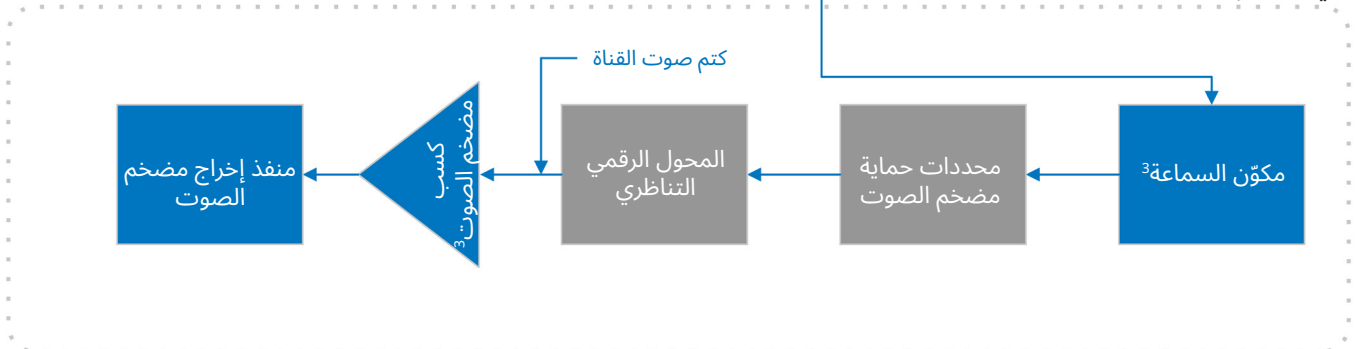 كتم صوت القناة
مكوّن السماعة³
محددات حماية
مضخم الصوت
المحول الرقمي
التناظري
كسب
مضخم الصوت³
منفذ إخراج مضخم
الصوت